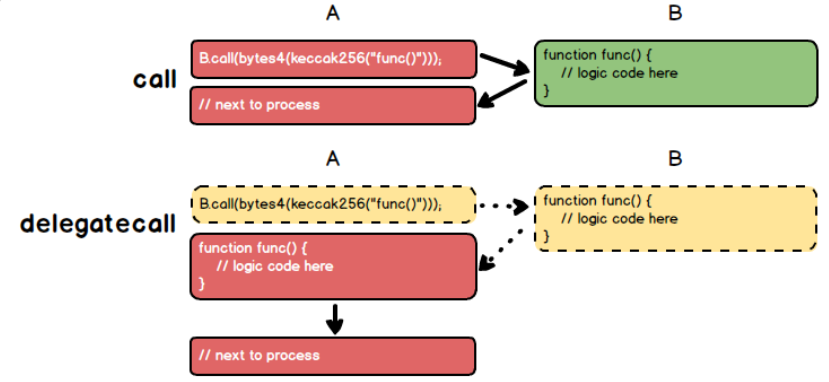 A
B
call
B.call(bytes4(keccak256("func()")));
function func() {
// logic code here
}
// next to process
A
B
delegatecall
B.call(bytes4(keccak256("func()")));
function func() {
// logic code here
}
function func() {
// logic code here
}
// next to process